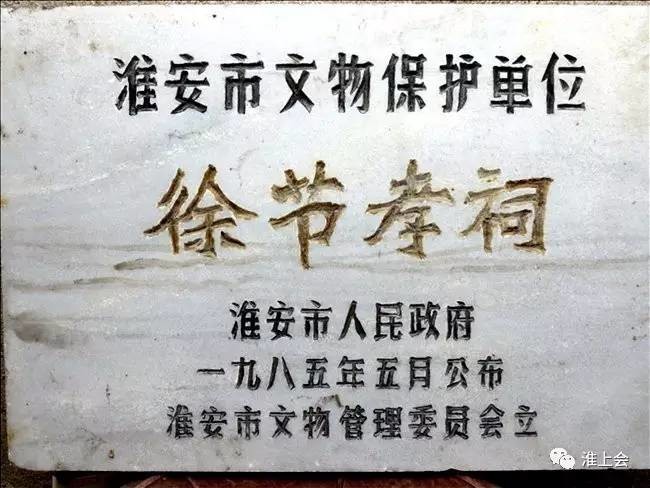 淮安市文物保护单位
徐节孝祠
淮安市人民政府
一九八五年五月公布
淮安市文物管理委员会立
淮上会